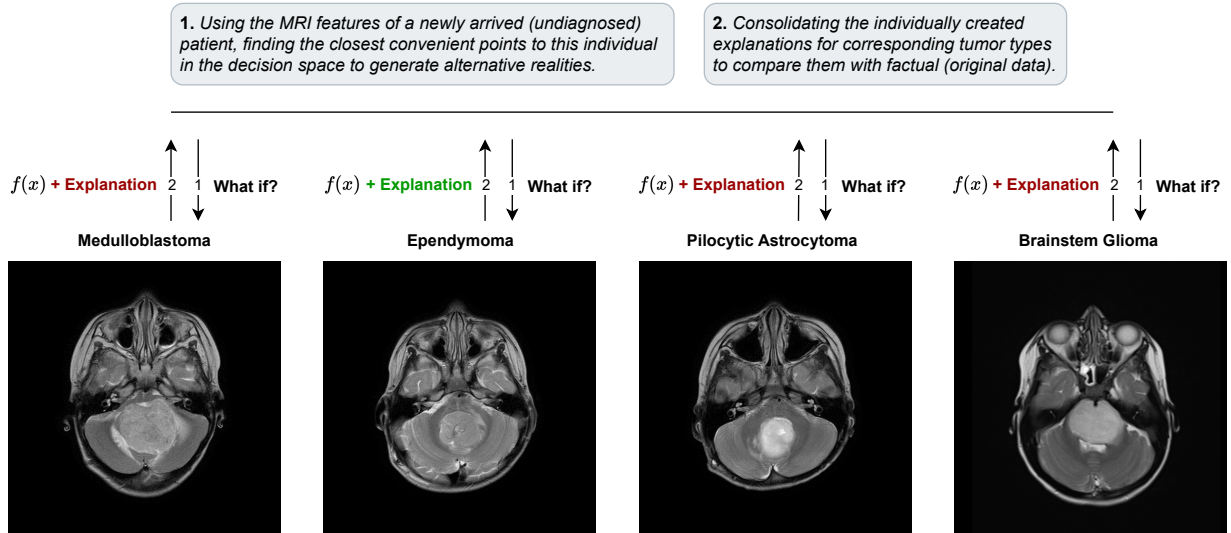 1. Using the MRI features of a newly arrived (undiagnosed)
patient, finding the closest convenient points to this individual
in the decision space to generate alternative realities.
2. Consolidating the individually created
explanations for corresponding tumor types
to compare them with factual (original data).
f(x) + Explanation 2 1 What if?
f(x) + Explanation 2 1 What if?
f(x) + Explanation 2 1 What if?
f(x) + Explanation 2 1 What if?
Medulloblastoma
Ependymoma
Pilocytic Astrocytoma
Brainstem Glioma